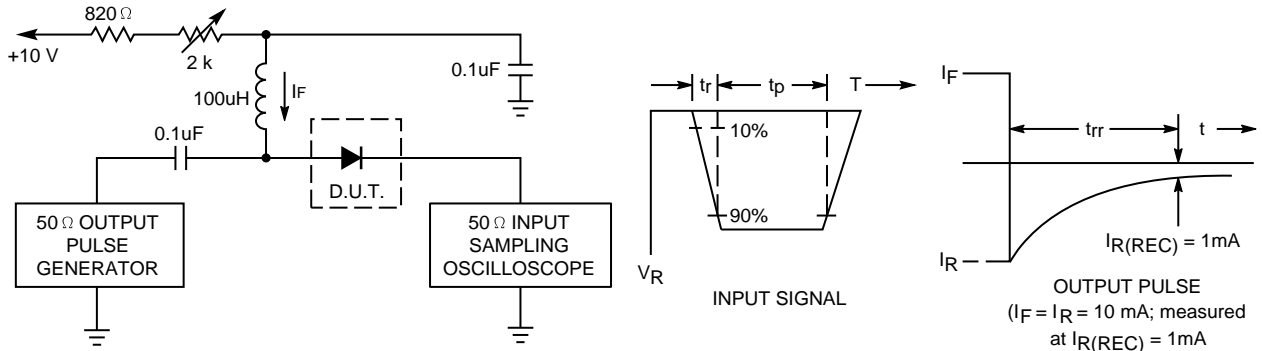 820 Ω
+10 V
2 k
100uH
IF
0.1uF
0.1uF
D.U.T.
50 Ω OUTPUT
PULSE
GENERATOR
50 Ω INPUT
SAMPLING
OSCILLOSCOPE
tr
tp
T
10%
90%
VR
INPUT SIGNAL
IF
trr
t
IR
IR(REC) = 1mA
OUTPUT PULSE
(IF = IR = 10 mA; measured
at IR(REC) = 1mA